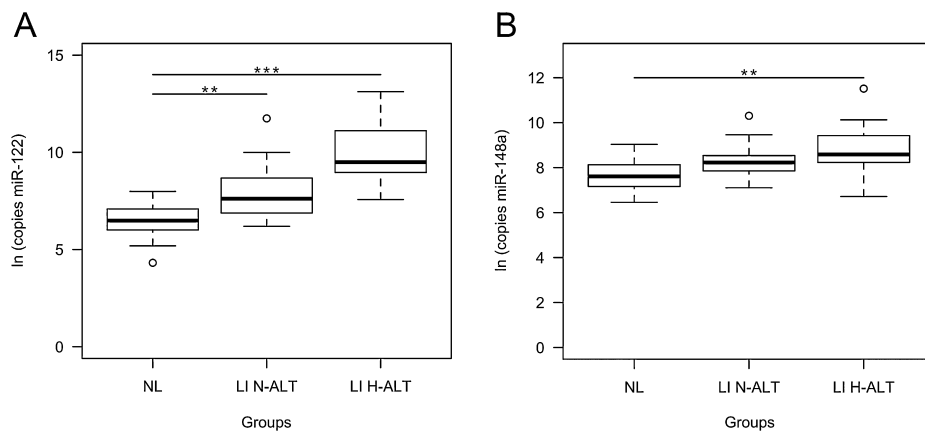 A
15
10
5
0
ln (copies miR-122)
***
**
NL
LI N-ALT
LI H-ALT
Groups
B
12
10
8
6
4
2
0
ln (copies miR-148a)
**
NL
LI N-ALT
LI H-ALT
Groups